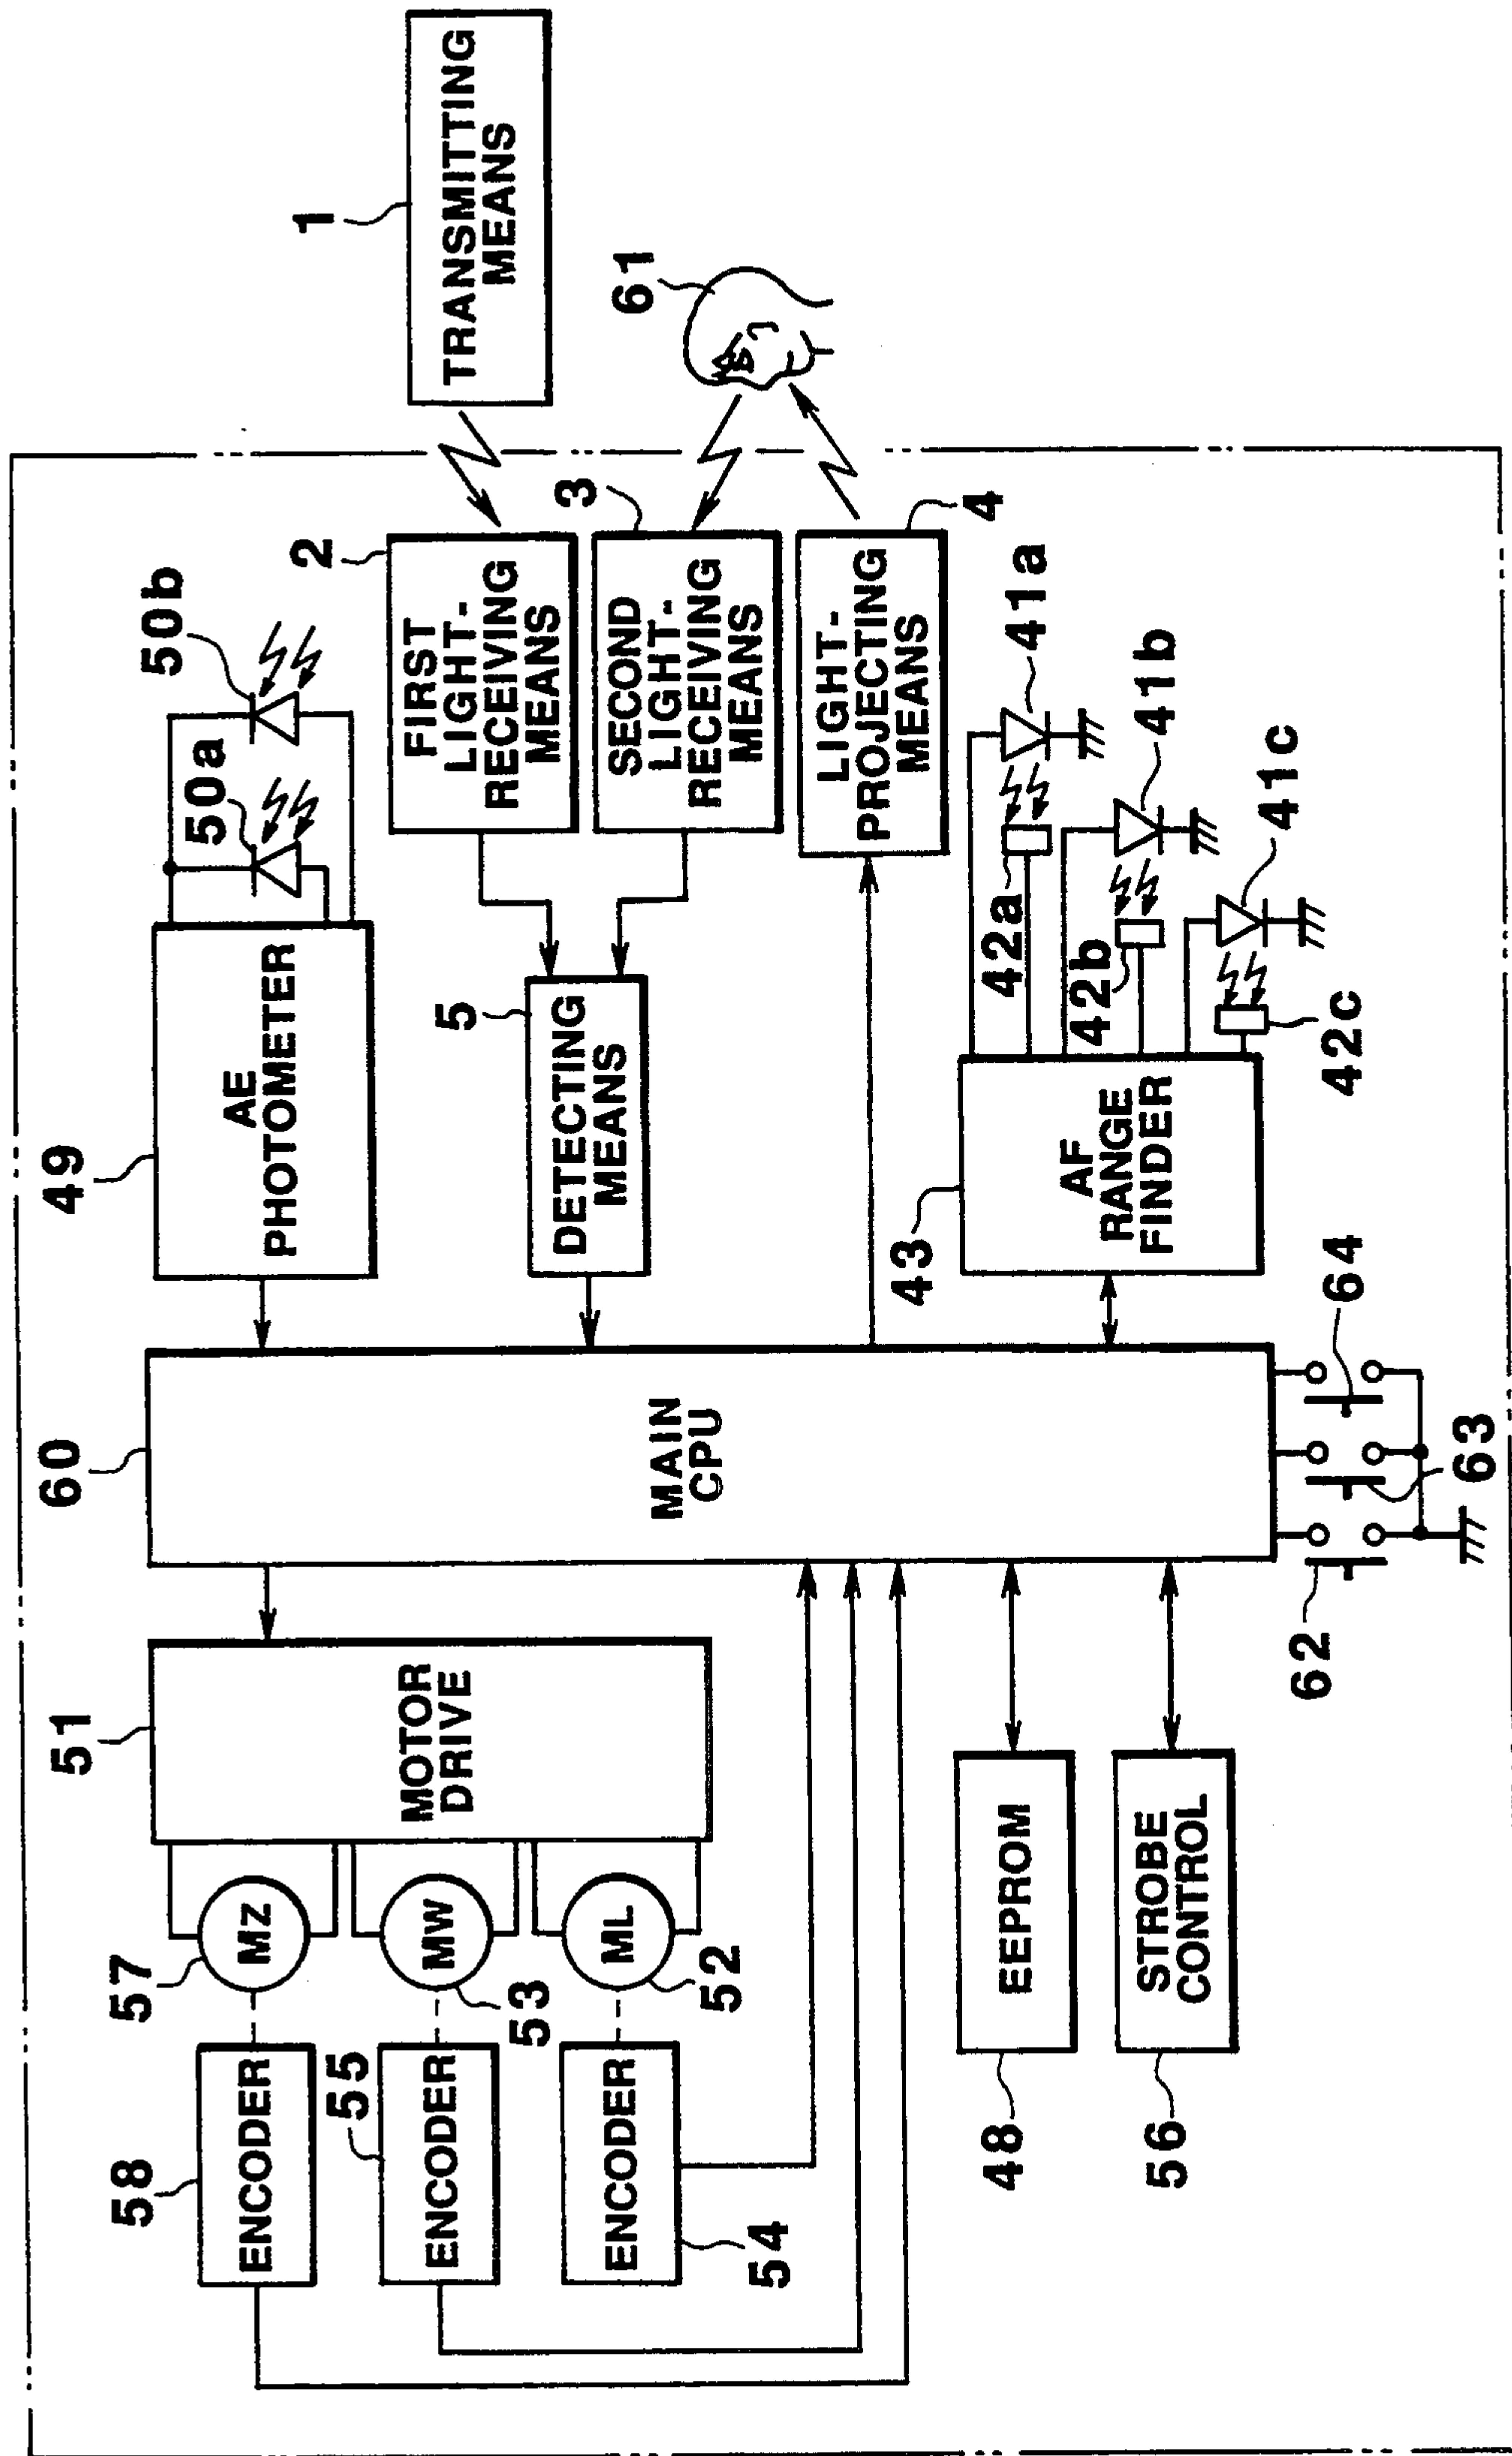 1
TRANSMITTING
MEANS
61
2
FIRST
LIGHT-
RECEIVING
MEANS
3
SECOND
LIGHT-
RECEIVING
MEANS
4
LIGHT-
PROJECTING
MEANS
50b
50a
49
AE
PHOTOMETER
5
DETECTING
MEANS
41a
41b
41c
42a
42b
42c
43
AF
RANGE
FINDER
60
MAIN
CPU
64
63
62
51
MOTOR
DRIVE
57
MZ
53
MW
52
ML
58
ENCODER
55
ENCODER
54
ENCODER
48
EEPROM
56
STROBE
CONTROL